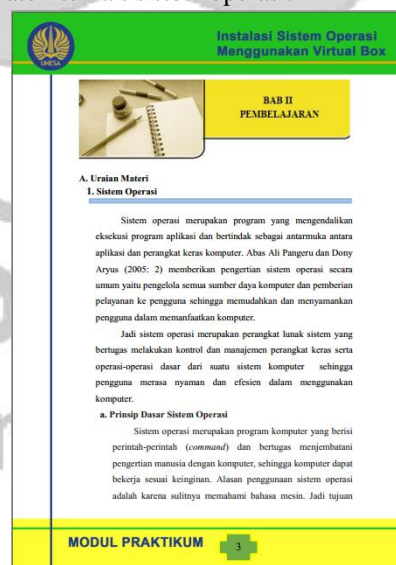 Instalasi Sistem Operasi
Menggunakan Virtual Box
UNESA
BAB II
PEMBELAJARAN
A. Uraian Materi
1. Sistem Operasi
Sistem operasi merupakan program yang mengendalikan
eksekusi program aplikasi dan bertindak sebagai antarmuka antara
aplikasi dan perangkat keras komputer. Abas Ali Pangeru dan Dony
Aryus (2005: 2) memberikan pengertian sistem operasi secara
umum yaitu pengelola semua sumber daya komputer dan pemberian
pelayanan ke pengguna sehingga memudahkan dan menyamankan
pengguna dalam memanfaatkan komputer.
Jadi sistem operasi merupakan perangkat lunak sistem yang
bertugas melakukan kontrol dan manajemen perangkat keras serta
operasi-operasi dasar dari suatu sistem komputer sehingga
pengguna merasa nyaman dan efesien dalam menggunakan
komputer.
a. Prinsip Dasar Sistem Operasi
Sistem operasi merupakan program komputer yang berisi
perintah-perintah (command) dan bertugas menjembatani
pengertian manusia dengan komputer, sehingga komputer dapat
bekerja sesuai keinginan. Alasan penggunaan sistem operasi
adalah karena sulitnya memahami bahasa mesin. Jadi tujuan
MODUL PRAKTIKUM 3